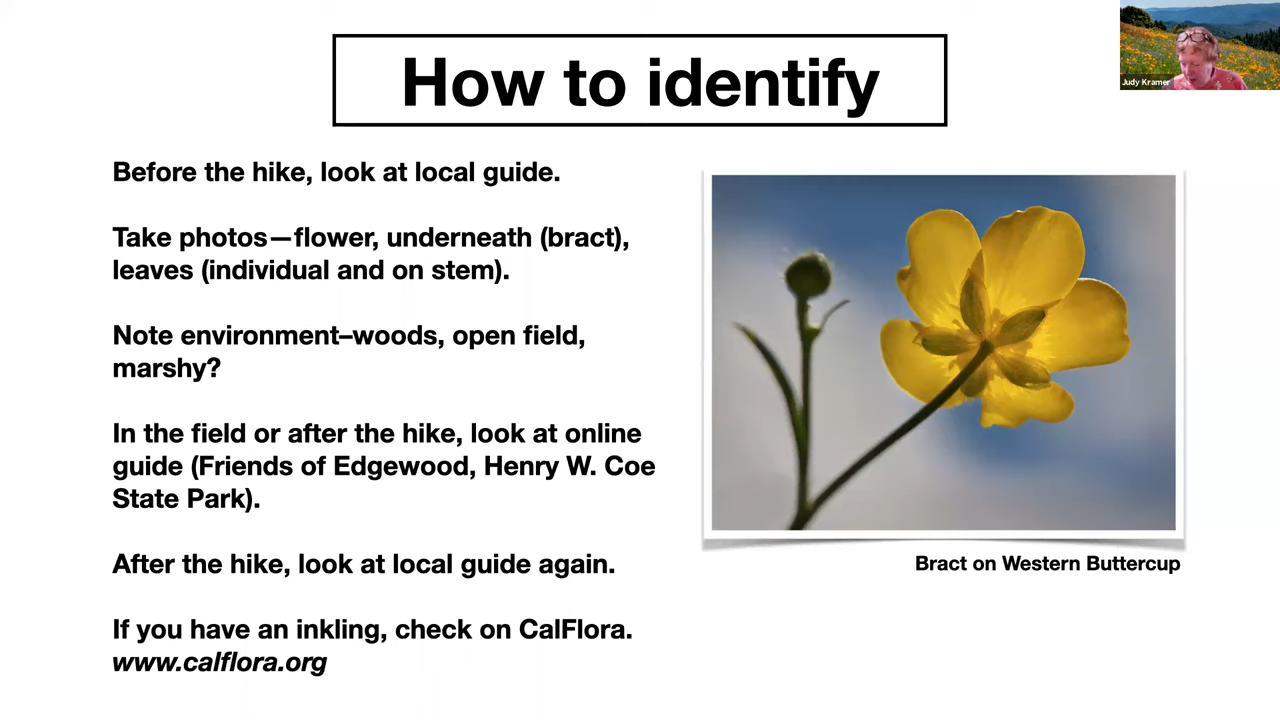 How to identify
Judy Kramer
Before the hike, look at local guide.
Take photos—flower, underneath (bract),
leaves (individual and on stem).
Note environment–woods, open field,
marshy?
In the field or after the hike, look at online
guide (Friends of Edgewood, Henry W. Coe
State Park).
After the hike, look at local guide again.
If you have an inkling, check on CalFlora.
www.calflora.org
Bract on Western Buttercup